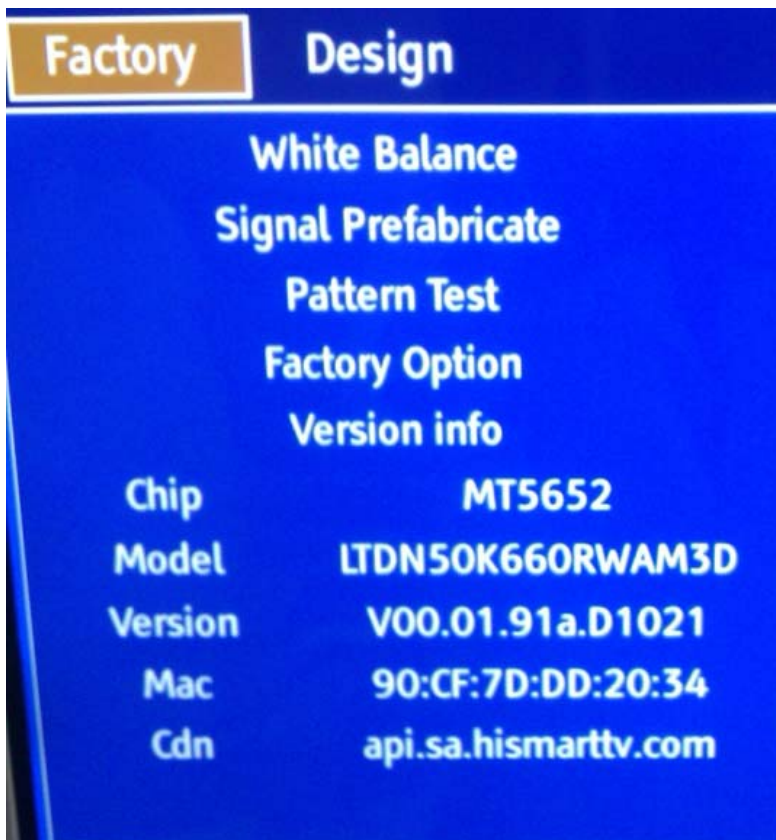 Factory Design
White Balance
Signal Prefabricate
Pattern Test
Factory Option
Version info
Chip MT5652
Model LTDN50K660RWAM3D
Version V00.01.91a.D1021
Mac 90:CF:7D:DD:20:34
Cdn api.sa.hismarttv.com